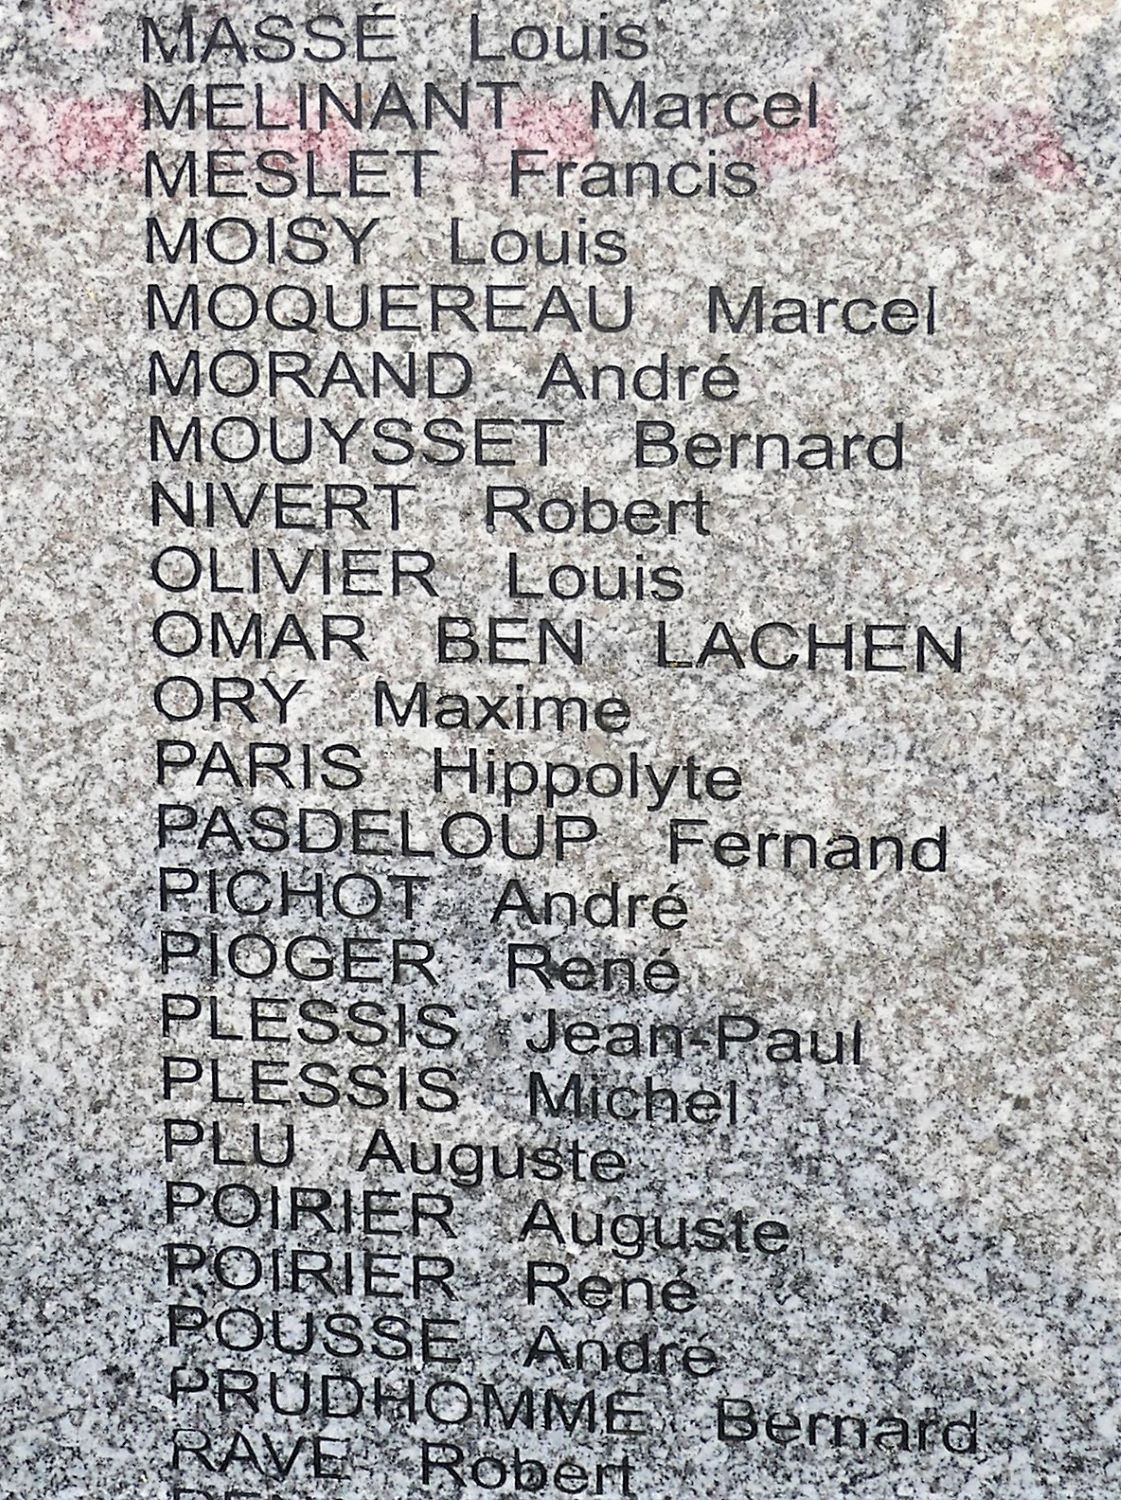 MASSÉ Louis
MELINANT Marcel
MESLET Francis
MOISY Louis
MOQUEREAU Marcel
MORAND André
MOUYSSET Bernard
NIVERT Robert
OLIVIER Louis
OMAR BEN LACHEN
ORY Maxime
PARIS Hippolyte
PASDELOUP Fernand
PICHOT André
PIOGER René
PLESSIS Jean-Paul
PLESSIS Michel
PLU Auguste
POIRIER Auguste
POIRIER René
POUSSE André
PRUDHOMME Bernard
RAVE Robert